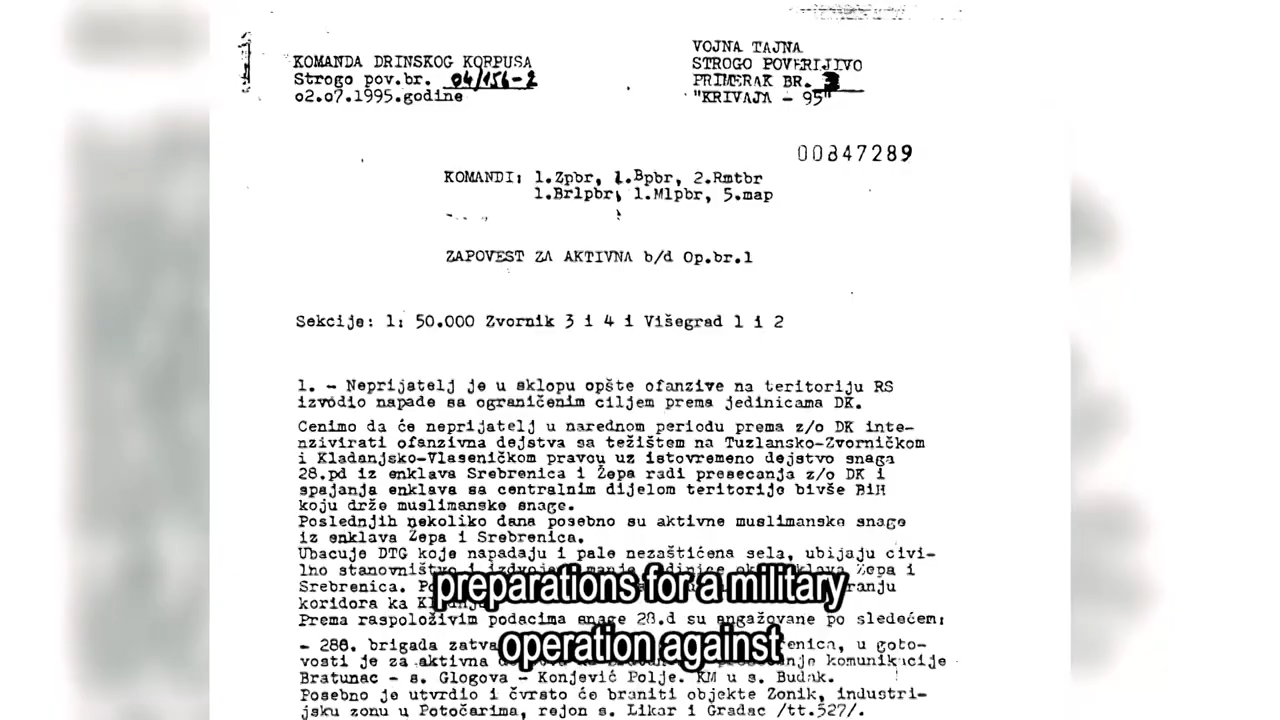 KOMANDA DRINSKOG KORPUSA
Strogo pov.br. 04/156-2
02.07.1995.godine
VOJNA TAJNA
STROGO POVERLJIVO
PRIMERAK BR. 3
"KRIVAJA - 95"
00847289
KOMANDI: 1.Zpbr, 1.Bpbr, 2.Rmtbr
1.Brlpbr, 1.Mlpbr, 5.map
ZAPOVEST ZA AKTIVNA b/d Op.br.1
Sekcije: 1: 50.000 Zvornik 3 i 4 i Višegrad 1 i 2
1. - Neprijatelj je u sklopu opšte ofanzive na teritoriju RS
izvodio napade sa ograničenim ciljem prema jedinicama DK.
Cenimo da će neprijatelj u narednom periodu prema z/o DK inte-
nzivirati ofanzivna dejstva sa težištem na Tuzlansko-Zvorničkom
i Kladanjsko-Vlaseničkom pravcu uz istovremeno dejstvo snaga
28.pd iz enklava Srebrenica i Žepa radi presecanja z/o DK i
spajanja enklava sa centralnim dijelom teritorije bivše BiH
koju drže muslimanske snage.
Poslednjih nekoliko dana posebno su aktivne muslimanske snage
iz enklava Žepa i Srebrenica.
Ubacuje DTG koje napadaju i pale nezaštićena sela, ubijaju civi-
lno stanovništvo i Žepa i
Srebrenica.
koridora ka
Prema raspoloživim podacima snage 28.d su angažovane po sledećem:
- 280. brigada u goto-
vosti je za aktivna komunikacije
Bratunac - s. Glogova - Konjević Polje. KM u s. Budak.
Posebno je utvrdio i čvrsto će braniti objekte Zonik, industri-
jsku zonu u Potočarima, rejon s. Likar i Gradac /tt.527/.
preparations for a military
operation against